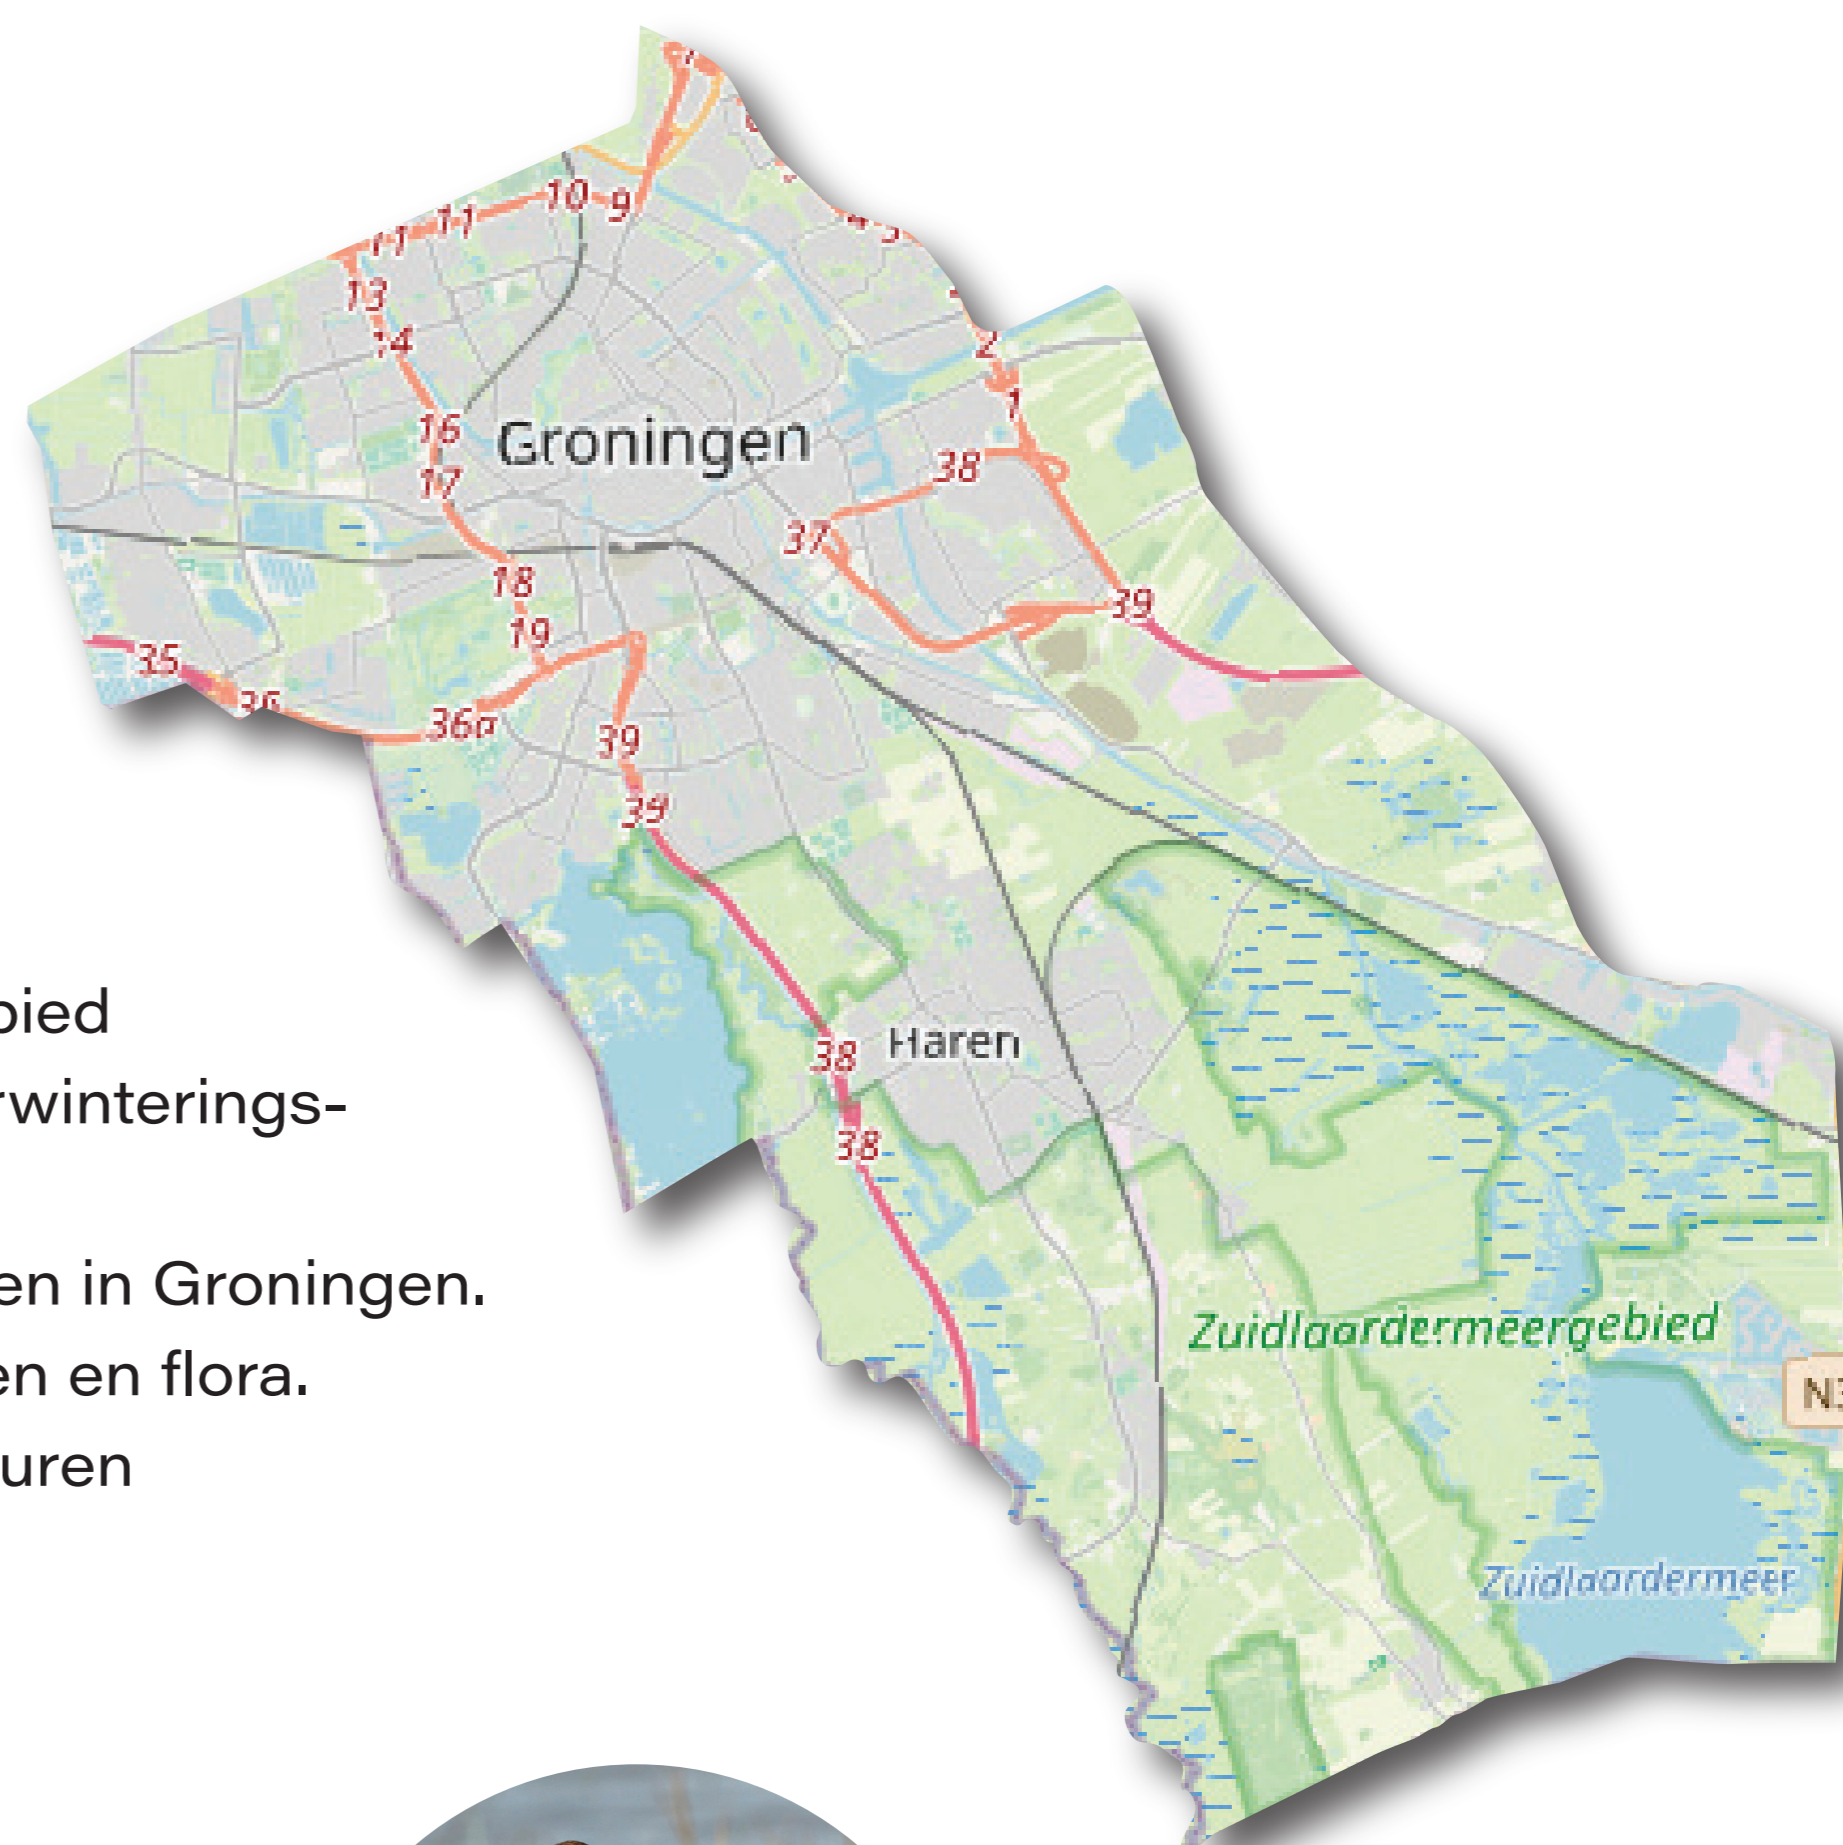 10
9
11
11
13
14
2
1
16
Groningen
38
17
37
18
39
19
35
36
36a
39
39
bied
Haren
38
rwinterings-
38
en in Groningen.
Zuidlaardermeergebied
en en flora.
uren
Zuidlaardermeer